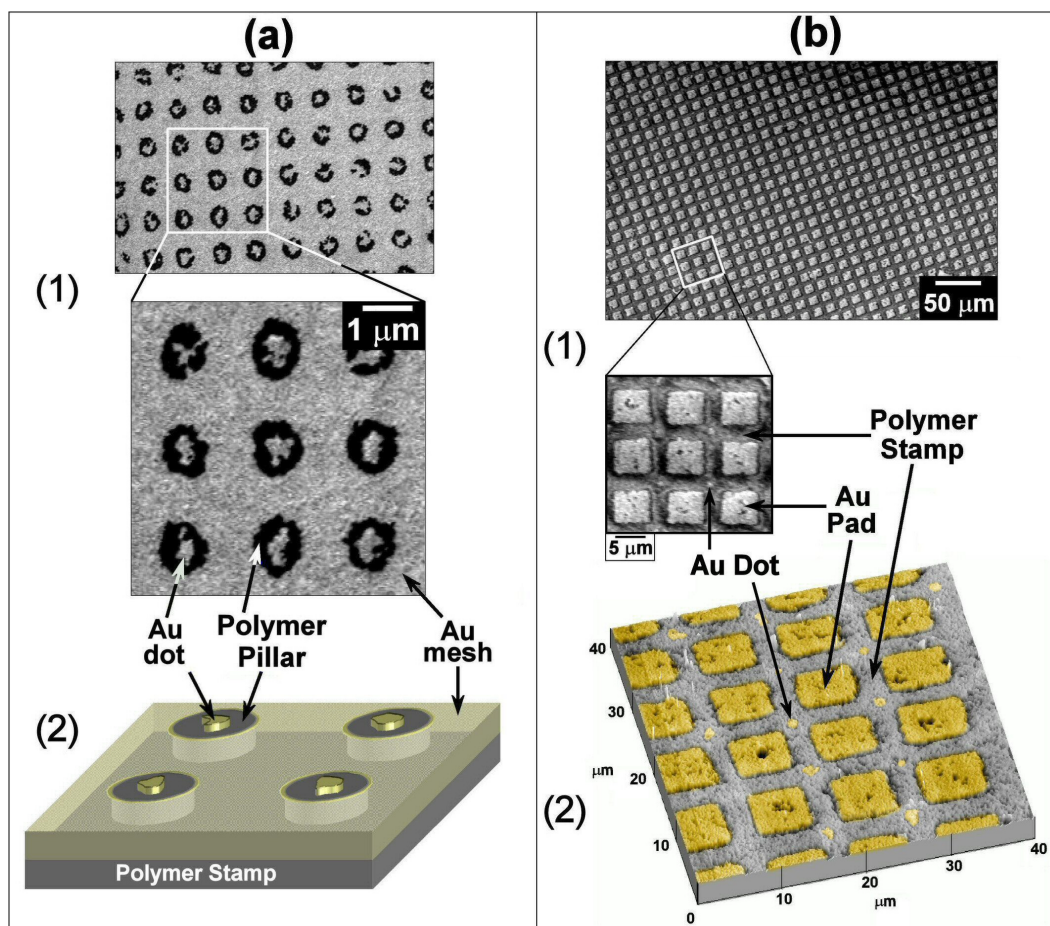 (a)
(1)
1 μm
Au
dot
Polymer
Pillar
Au
mesh
(2)
Polymer Stamp
(b)
50 μm
(1)
Polymer
Stamp
Au
Pad
5 μm
Au Dot
40
30
μm
20
10
(2)
0
10
20
μm
30
40